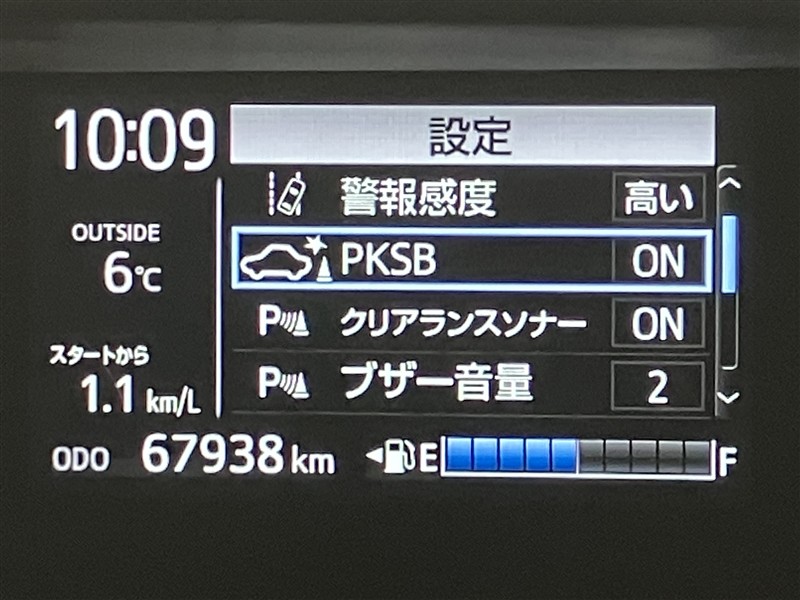 10:09
設定
警報感度 高い
OUTSIDE
6℃
PKSB ON
P クリアランスソナー ON
スタートから
1.1 km/L
P ブザー音量 2
ODO 67938 km E F